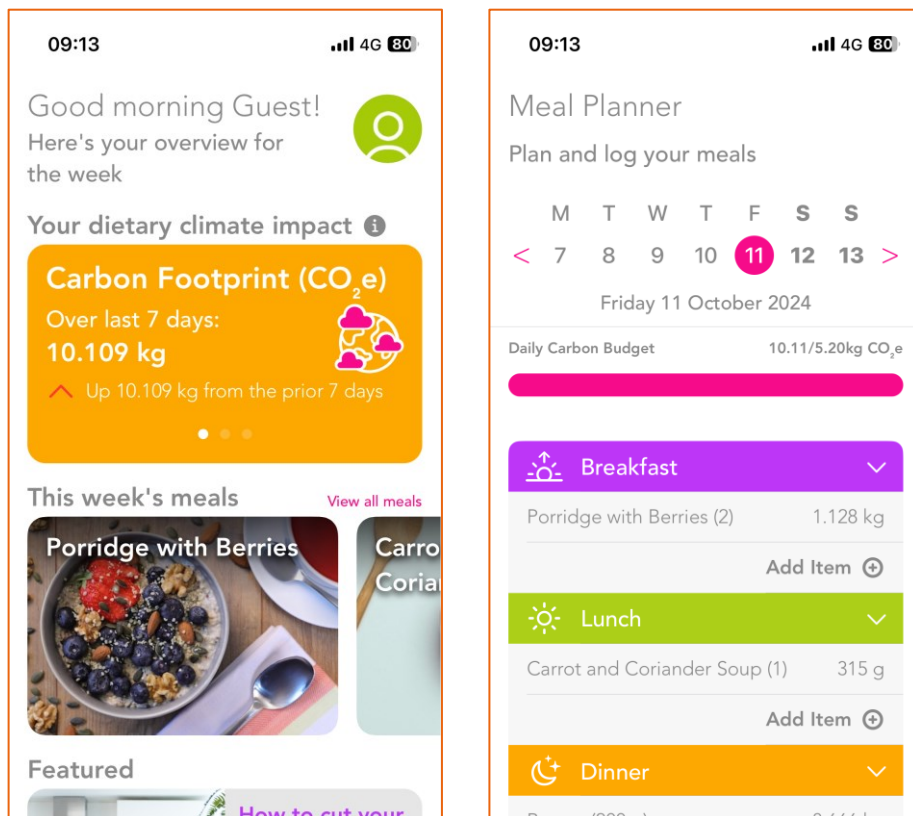 09:13
4G 80
Good morning Guest!
Here's your overview for
the week
Your dietary climate impact
Carbon Footprint (CO₂e)
Over last 7 days:
10.109 kg
Up 10.109 kg from the prior 7 days
This week's meals
View all meals
Porridge with Berries
Carro
Coria
Featured
How to cut your
09:13
4G 80
Meal Planner
Plan and log your meals
M T W T F S S
< 7 8 9 10 11 12 13 >
Friday 11 October 2024
Daily Carbon Budget 10.11/5.20kg CO₂e
Breakfast
Porridge with Berries (2) 1.128 kg
Add Item
Lunch
Carrot and Coriander Soup (1) 315 g
Add Item
Dinner